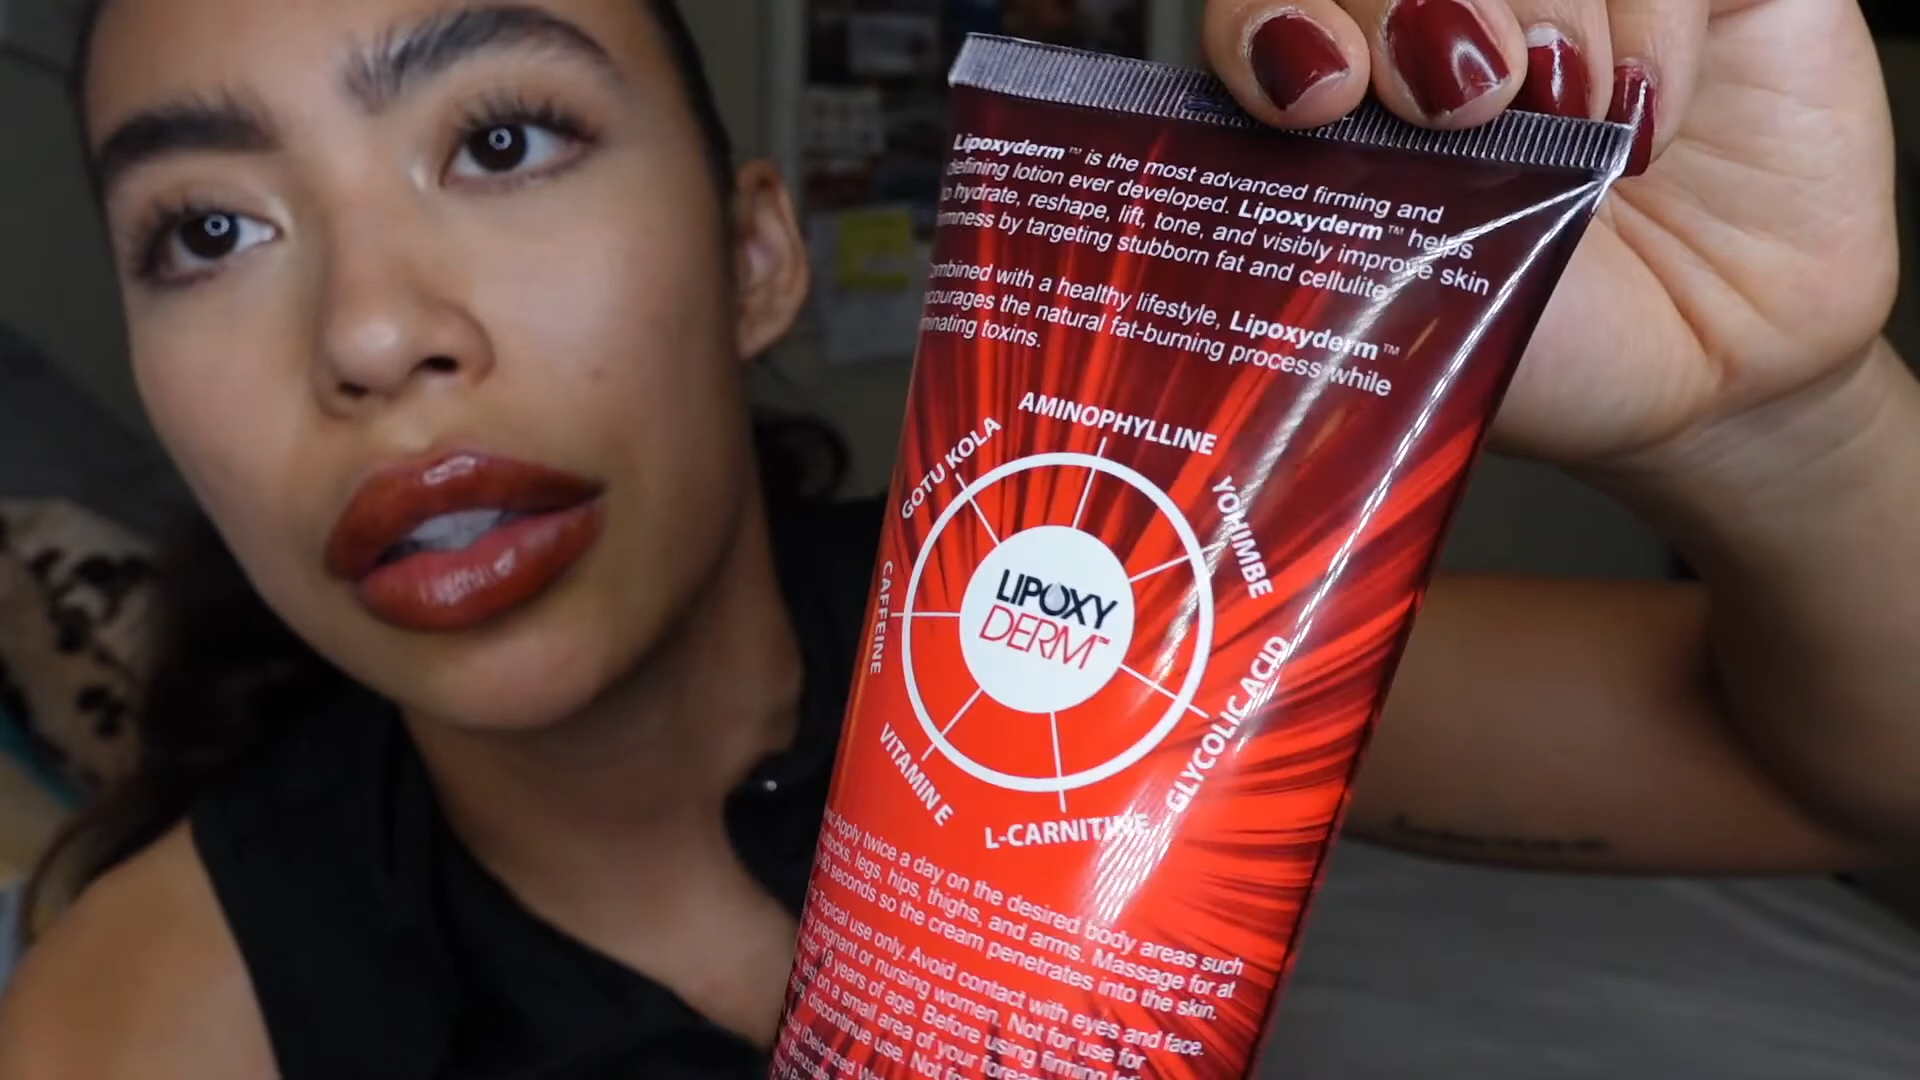 Lipoxyderm™ is the most advanced firming and
defining lotion ever developed. Lipoxyderm™ helps
to hydrate, reshape, lift, tone, and visibly improve skin
firmness by targeting stubborn fat and cellulite
Combined with a healthy lifestyle, Lipoxyderm™
encourages the natural fat-burning process while
eliminating toxins.
AMINOPHYLLINE
GOTU KOLA
YOHIMBE
CAFFEINE
LIPOXY
DERM™
GLYCOLIC ACID
VITAMIN E
L-CARNITINE
Apply twice a day on the desired body areas such
buttocks, legs, hips, thighs, and arms. Massage for at
seconds so the cream penetrates into the skin.
For Topical use only. Avoid contact with eyes and face.
pregnant or nursing women. Not for use for
18 years of age. Before using firming
on a small area of your
discontinue use. Not
(Deionized
Benzoate,